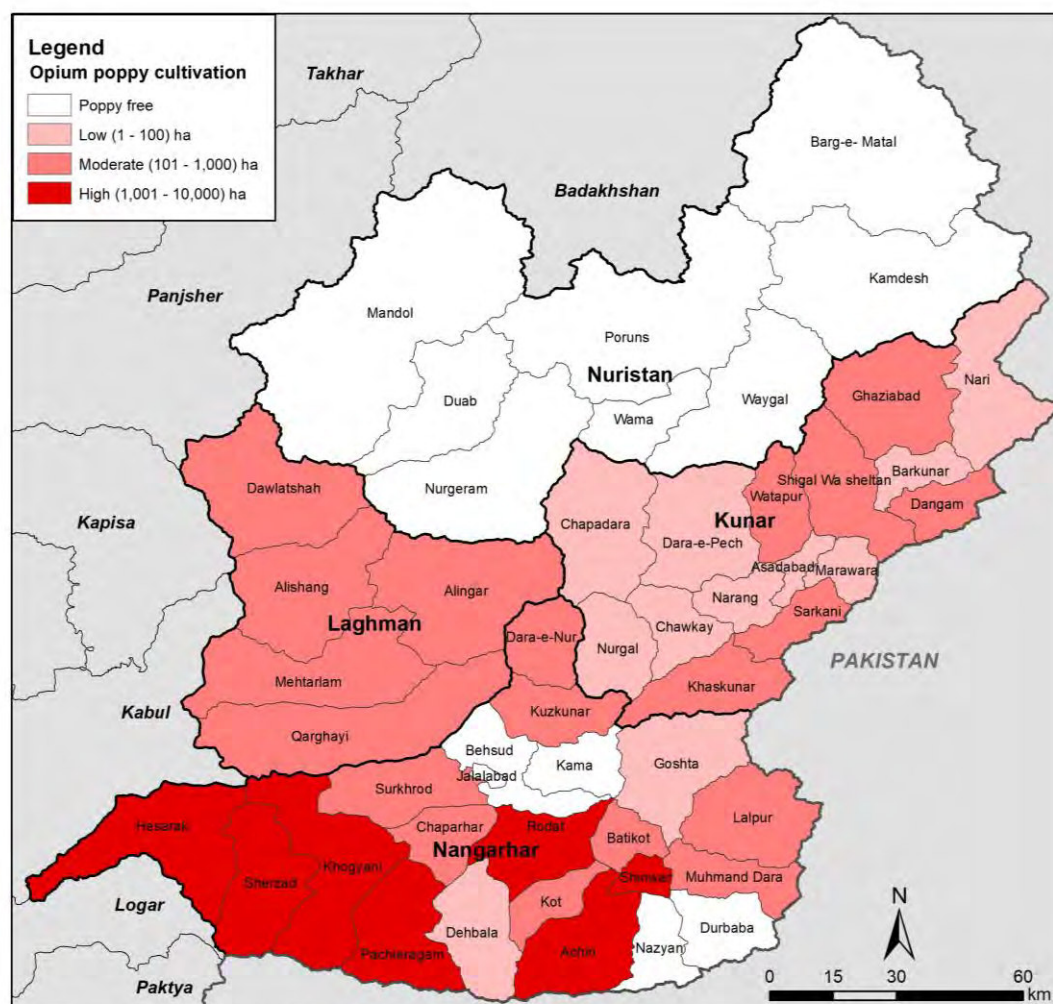 Legend
Opium poppy cultivation
Poppy free
Low (1 - 100) ha
Moderate (101 - 1,000) ha
High (1,001 - 10,000) ha
Takhar
Barg-e- Matal
Badakhshan
Kamdesh
Panjsher
Mandol
Poruns
Nuristan
Nari
Ghaziabad
Duab
Wama
Waygal
Barkunar
Dawlatshah
Nurgeram
Shigal Wa sheltan
Watapur
Dangam
Kapisa
Chapadara
Kunar
Dara-e-Pech
Asadabad
Marawara
Alishang
Alingar
Narang
Sarkani
Laghman
Dara-e-Nur
Chawkay
Nurgal
PAKISTAN
Mehtarlam
Khaskunar
Kabul
Kuzkunar
Qarghayi
Behsud
Kama
Goshta
Jalalabad
Surkhrod
Hesarak
Chaparhar
Rodat
Lalpur
Batikot
Nangarhar
Khogyani
Sherzad
Shinwar
Muhmand Dara
Logar
Kot
Dehbala
Durbaba
Nazyan
Achin
Pachieragam
N
Paktya
0 15 30 60
km